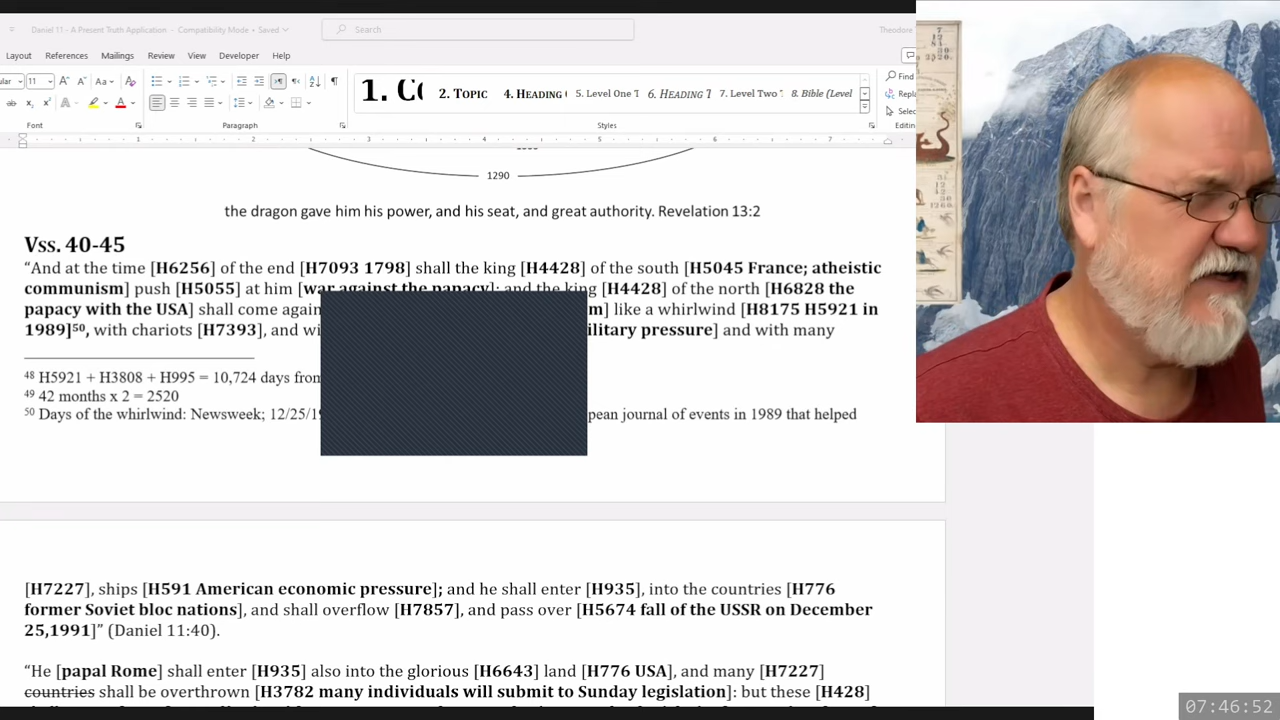 Daniel 11 - A Present Truth Application - Compatibility Mode • Saved
Search
Theodore
Layout References Mailings Review View Developer Help
11
Aa
Font
Paragraph
1. 2. TOPIC 4. HEADING 5. Level One 6. HEADING 7. Level Two 8. Bible (Level
Styles
Find
Editin
1 1 2 3 4 5 6 7
1290
the dragon gave him his power, and his seat, and great authority. Revelation 13:2
Vss. 40-45
“And at the time [H6256] of the end [H7093 1798] shall the king [H4428] of the south [H5045 France; atheistic
communism] push [H5055] at him [war against the papacy]: and the king [H4428] of the north [H6828 the
papacy with the USA] shall come again like a whirlwind [H8175 H5921 in
1989]⁵⁰, with chariots [H7393], and pressure] and with many
⁴⁸ H5921 + H3808 + H995 = 10,724 days from
⁴⁹ 42 months x 2 = 2520
⁵⁰ Days of the whirlwind: Newsweek; journal of events in 1989 that helped
[H7227], ships [H591 American economic pressure]; and he shall enter [H935], into the countries [H776
former Soviet bloc nations], and shall overflow [H7857], and pass over [H5674 fall of the USSR on December
25,1991]” (Daniel 11:40).
“He [papal Rome] shall enter [H935] also into the glorious [H6643] land [H776 USA], and many [H7227]
countries shall be overthrown [H3782 many individuals will submit to Sunday legislation]: but these [H428]
07:46:52